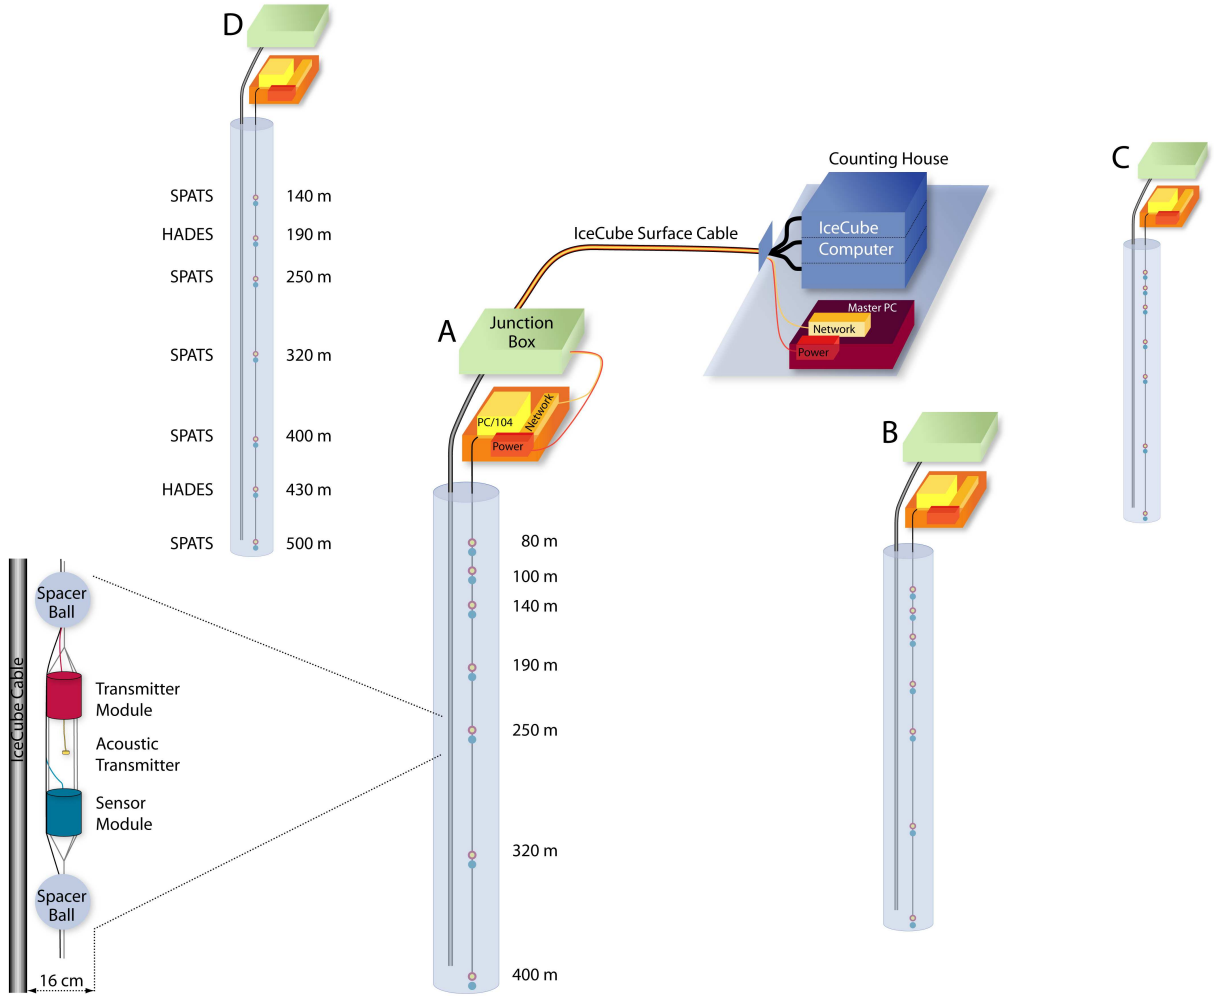 D
SPATS 140 m
HADES 190 m
SPATS 250 m
SPATS 320 m
SPATS 400 m
HADES 430 m
SPATS 500 m
Counting House
IceCube Surface Cable
IceCube
Computer
Master PC
Network
Power
C
A
Junction
Box
PC/104
Network
Power
B
80 m
100 m
140 m
190 m
250 m
320 m
400 m
IceCube Cable
Spacer
Ball
Transmitter
Module
Acoustic
Transmitter
Sensor
Module
Spacer
Ball
16 cm